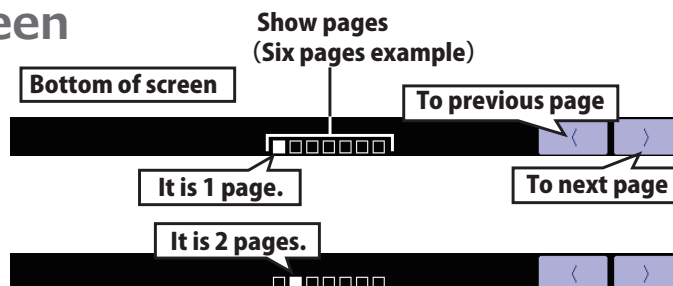 een
Show pages
(Six pages example)
Bottom of screen
To previous page
〈 〉
It is 1 page.
To next page
It is 2 pages.
〈 〉